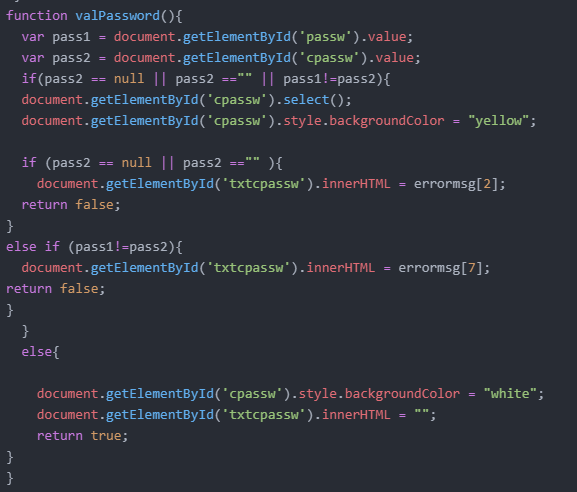 function valPassword(){
  var pass1 = document.getElementById('passw').value;
  var pass2 = document.getElementById('cpassw').value;
  if(pass2 == null || pass2 =="" || pass1!=pass2){
  document.getElementById('cpassw').select();
  document.getElementById('cpassw').style.backgroundColor = "yellow";

  if (pass2 == null || pass2 =="" ){
    document.getElementById('txtcpassw').innerHTML = errormsg[2];
  return false;
}
else if (pass1!=pass2){
  document.getElementById('txtcpassw').innerHTML = errormsg[7];
return false;
}
  }
  else{

    document.getElementById('cpassw').style.backgroundColor = "white";
    document.getElementById('txtcpassw').innerHTML = "";
    return true;
}
}